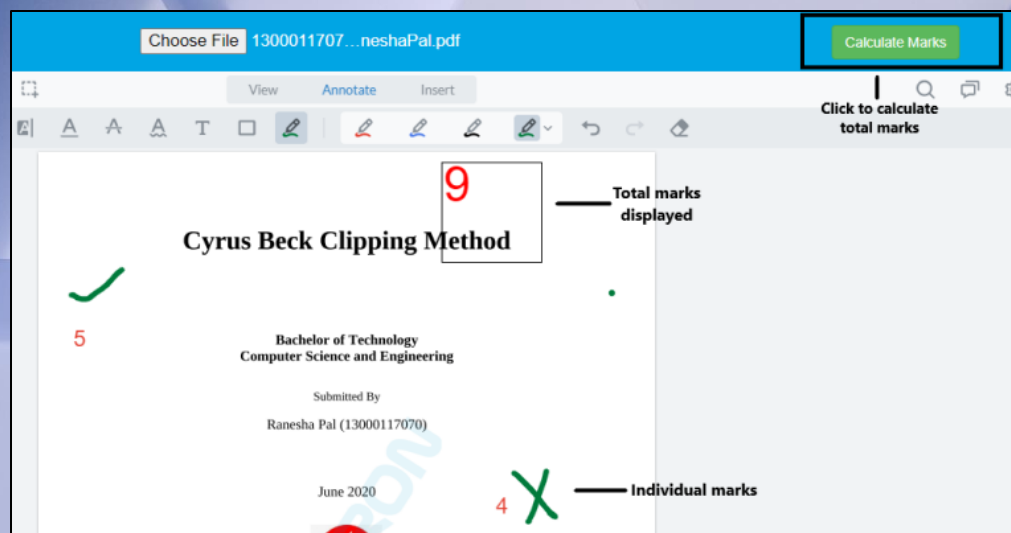 Choose File 1300011707...neshaPal.pdf
Calculate Marks
View Annotate Insert
Click to calculate
total marks
A A A T
9
Total marks
displayed
Cyrus Beck Clipping Method
5
Bachelor of Technology
Computer Science and Engineering
Submitted By
Ranesha Pal (13000117070)
June 2020
4
Individual marks
RON